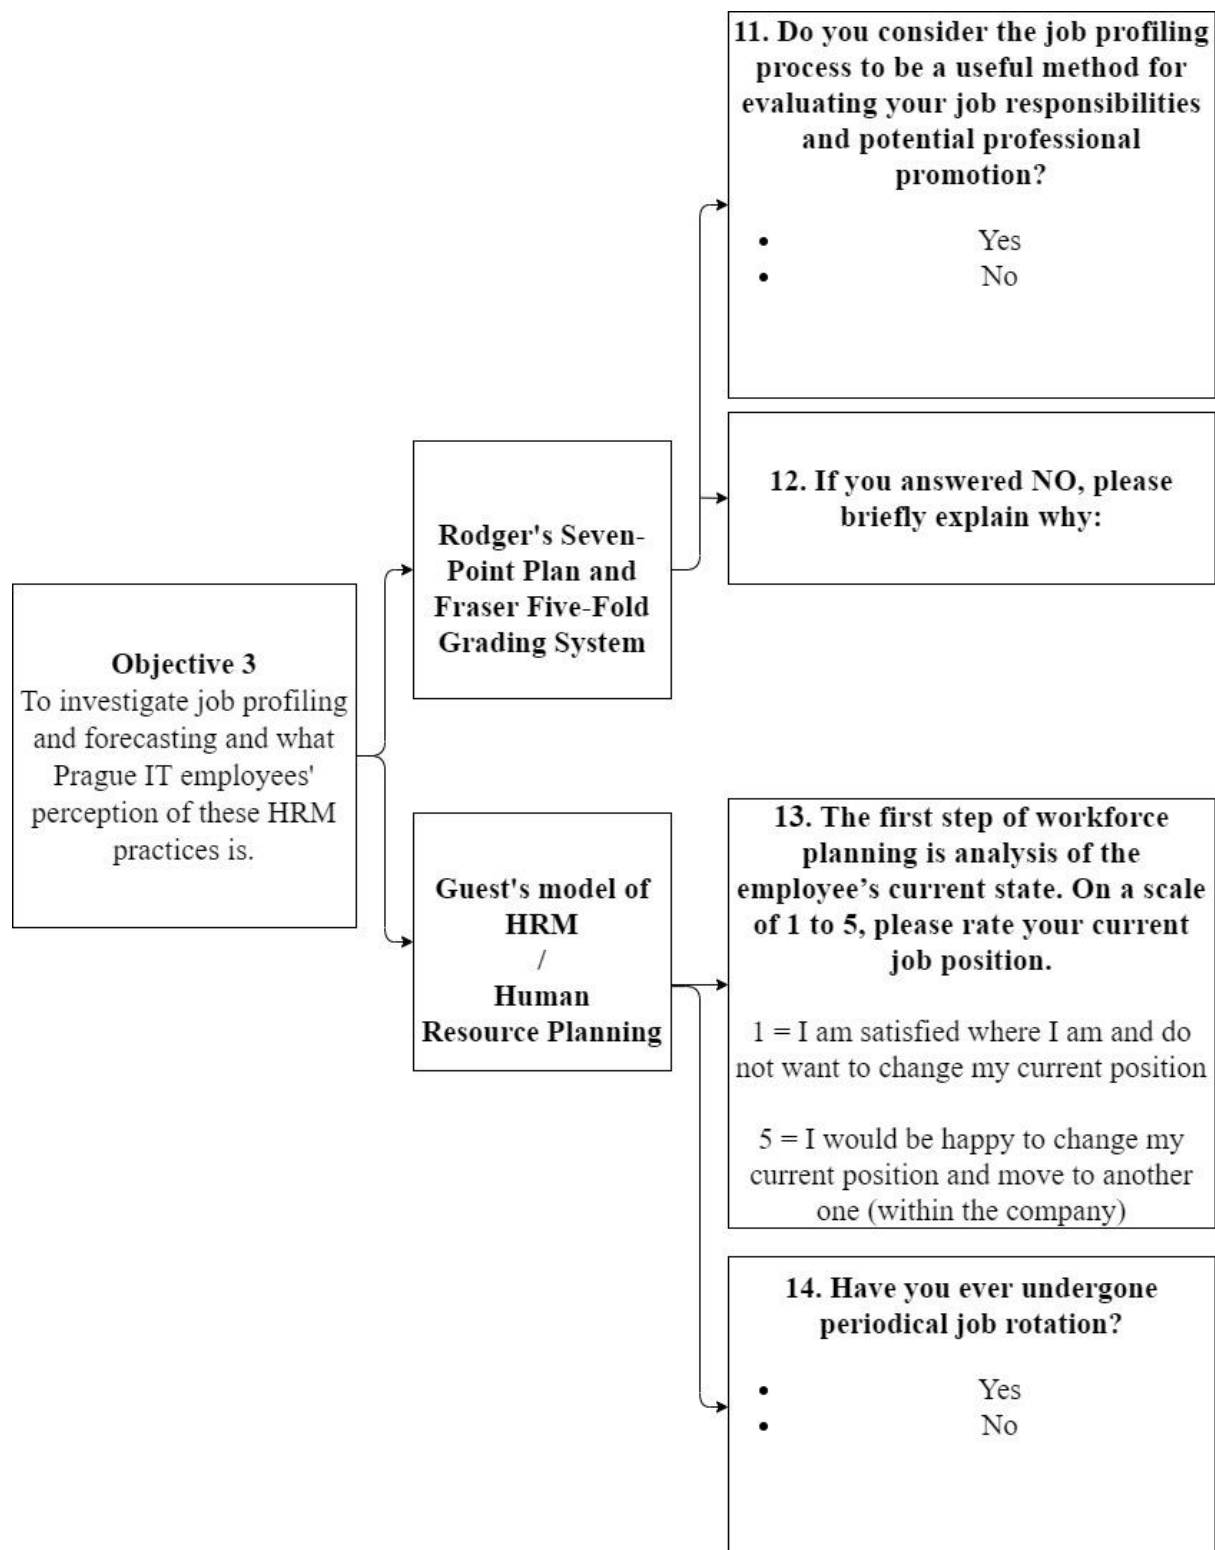 Objective 3
To investigate job profiling
and forecasting and what
Prague IT employees'
perception of these HRM
practices is.
Rodger's Seven-
Point Plan and
Fraser Five-Fold
Grading System
Guest's model of
HRM
/
Human
Resource Planning
11. Do you consider the job profiling
process to be a useful method for
evaluating your job responsibilities
and potential professional
promotion?
• Yes
• No
12. If you answered NO, please
briefly explain why:
13. The first step of workforce
planning is analysis of the
employee’s current state. On a scale
of 1 to 5, please rate your current
job position.
1 = I am satisfied where I am and do
not want to change my current position
5 = I would be happy to change my
current position and move to another
one (within the company)
14. Have you ever undergone
periodical job rotation?
• Yes
• No